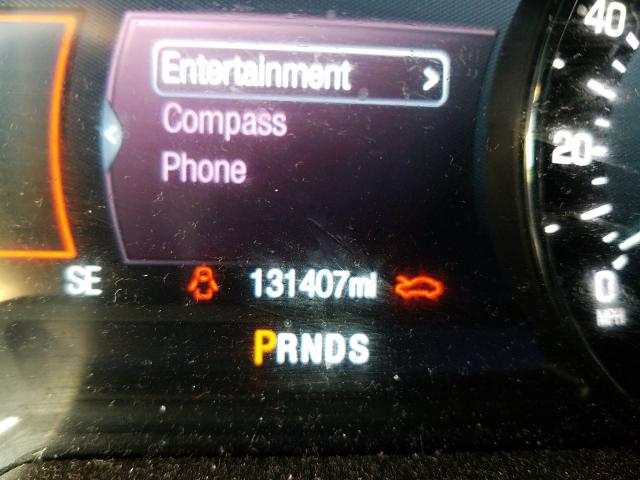 Entertainment >
Compass
Phone
SE 131407mi
PRNDS
40
20
0
MPH